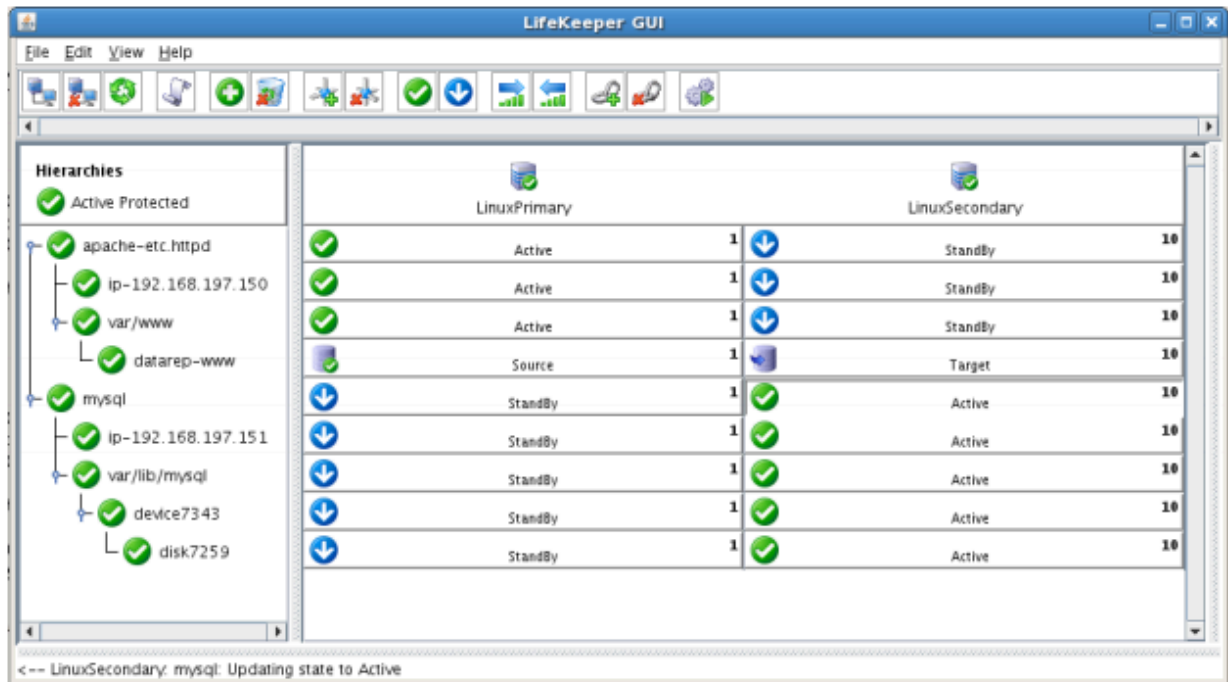 LifeKeeper GUI
File Edit View Help
Hierarchies
Active Protected
LinuxPrimary LinuxSecondary
apache-etc.httpd Active 1 StandBy 10
ip-192.168.197.150 Active 1 StandBy 10
var/www Active 1 StandBy 10
datarep-www Source 1 Target 10
mysql StandBy 1 Active 10
ip-192.168.197.151 StandBy 1 Active 10
var/lib/mysql StandBy 1 Active 10
device7343 StandBy 1 Active 10
disk7259 StandBy 1 Active 10
<-- LinuxSecondary: mysql: Updating state to Active